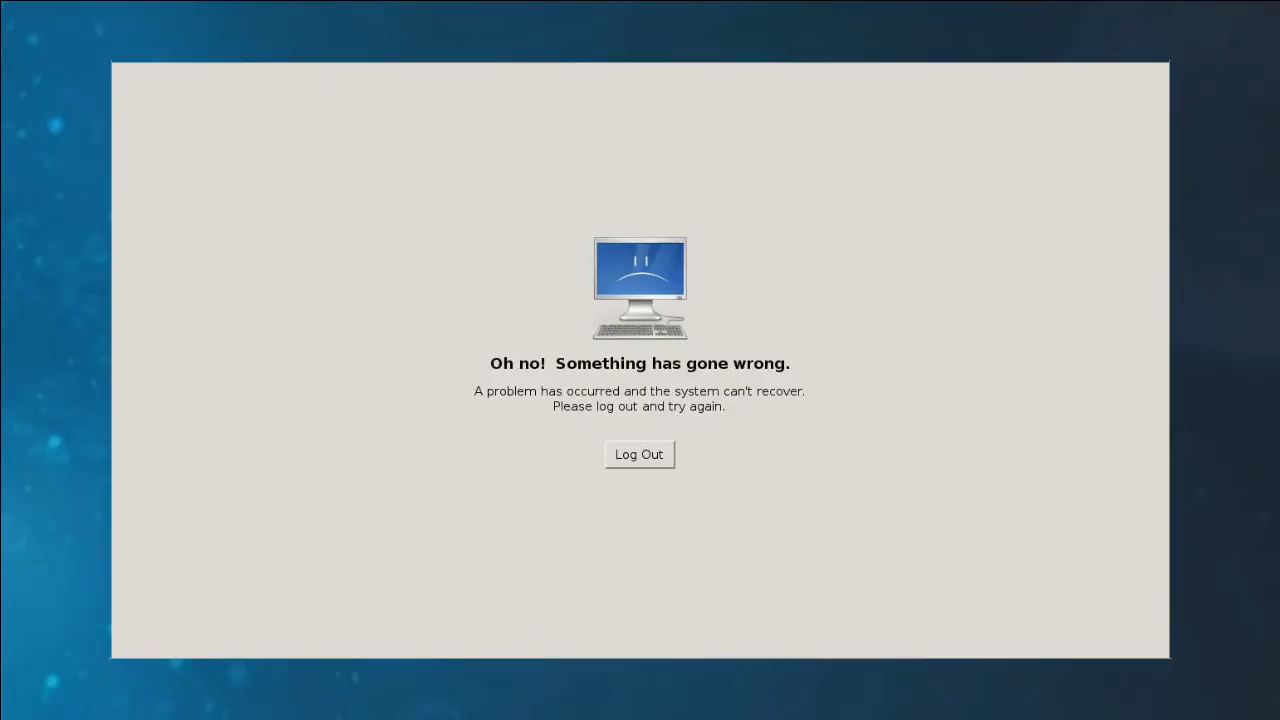 Oh no!  Something has gone wrong.
A problem has occurred and the system can't recover.
Please log out and try again.
Log Out